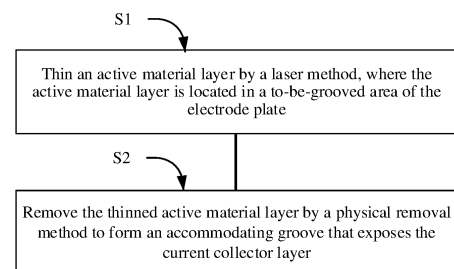 S1
Thin an active material layer by a laser method, where the
active material layer is located in a to-be-grooved area of the
electrode plate
S2
Remove the thinned active material layer by a physical removal
method to form an accommodating groove that exposes the
current collector layer